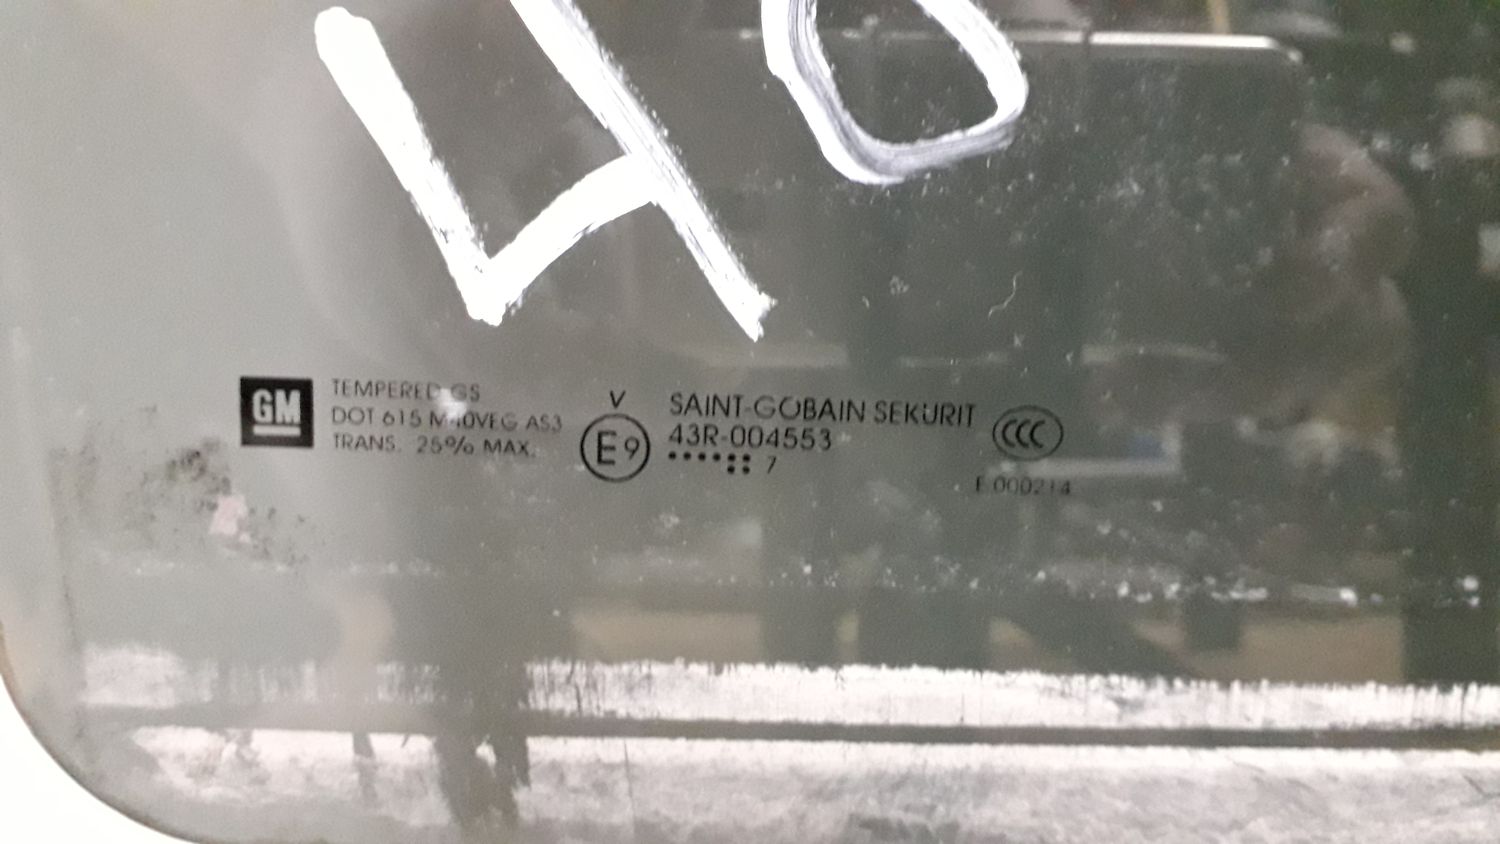 40
GM
TEMPERED GS
DOT 615 M40VEG AS3
TRANS. 25% MAX.
V
E9
SAINT-GOBAIN SEKURIT
43R-004553
•••••⠿ 7
CCC
E 000214